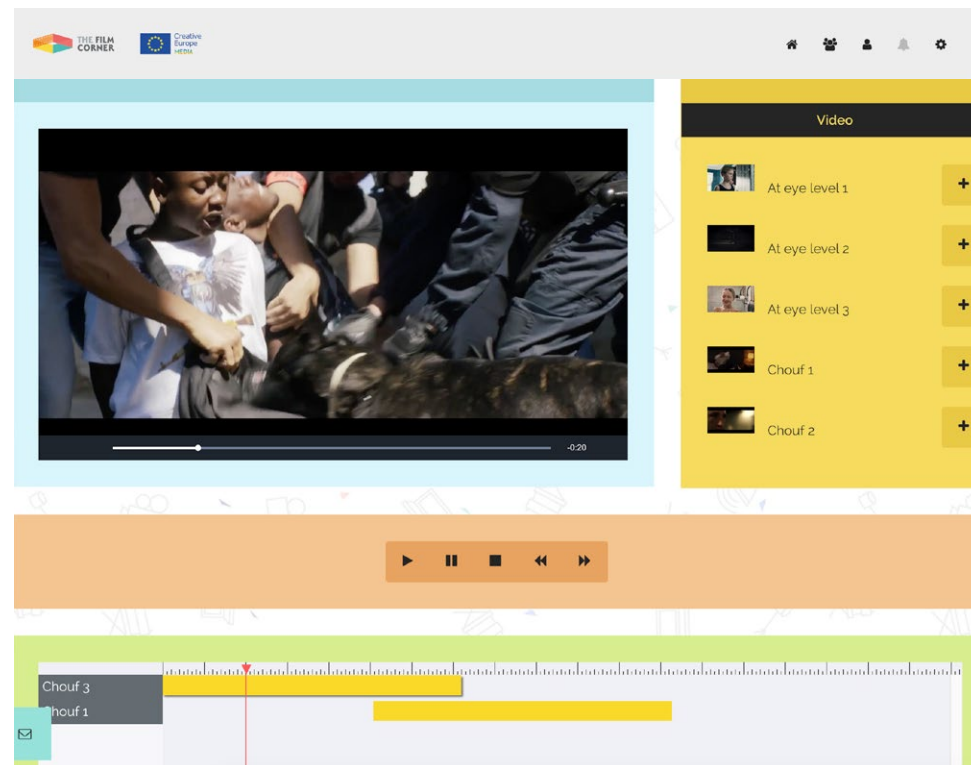 THE FILM
CORNER
Creative
Europe
MEDIA
Video
At eye level 1
At eye level 2
At eye level 3
Chouf 1
Chouf 2
-0:20
Chouf 3
Chouf 1